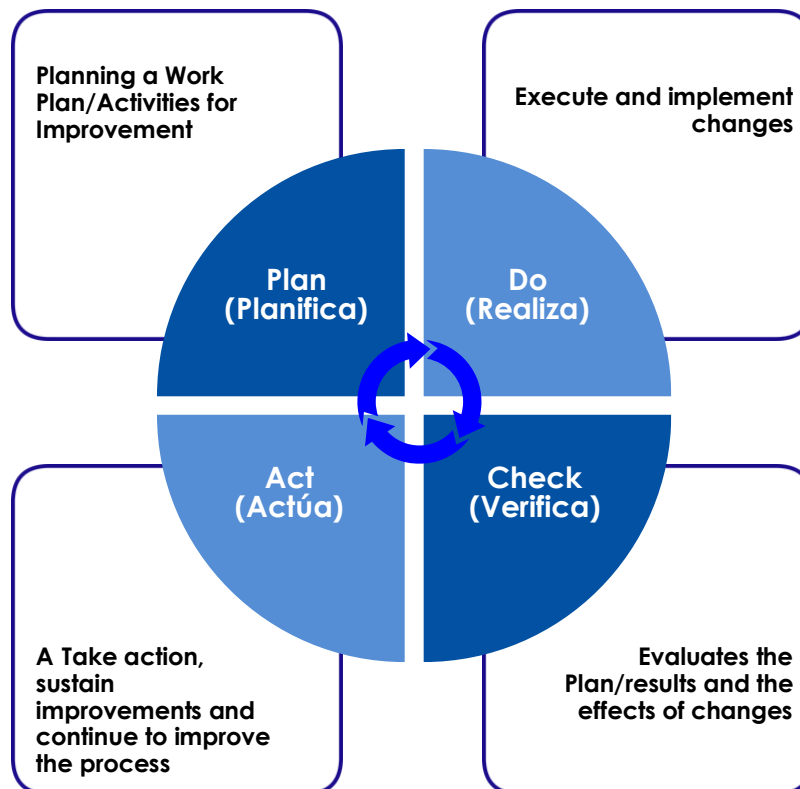 Planning a Work
Plan/Activities for
Improvement
Execute and implement
changes
Plan
(Planifica)
Do
(Realiza)
Act
(Actúa)
Check
(Verifica)
A Take action,
sustain
improvements and
continue to improve
the process
Evaluates the
Plan/results and the
effects of changes